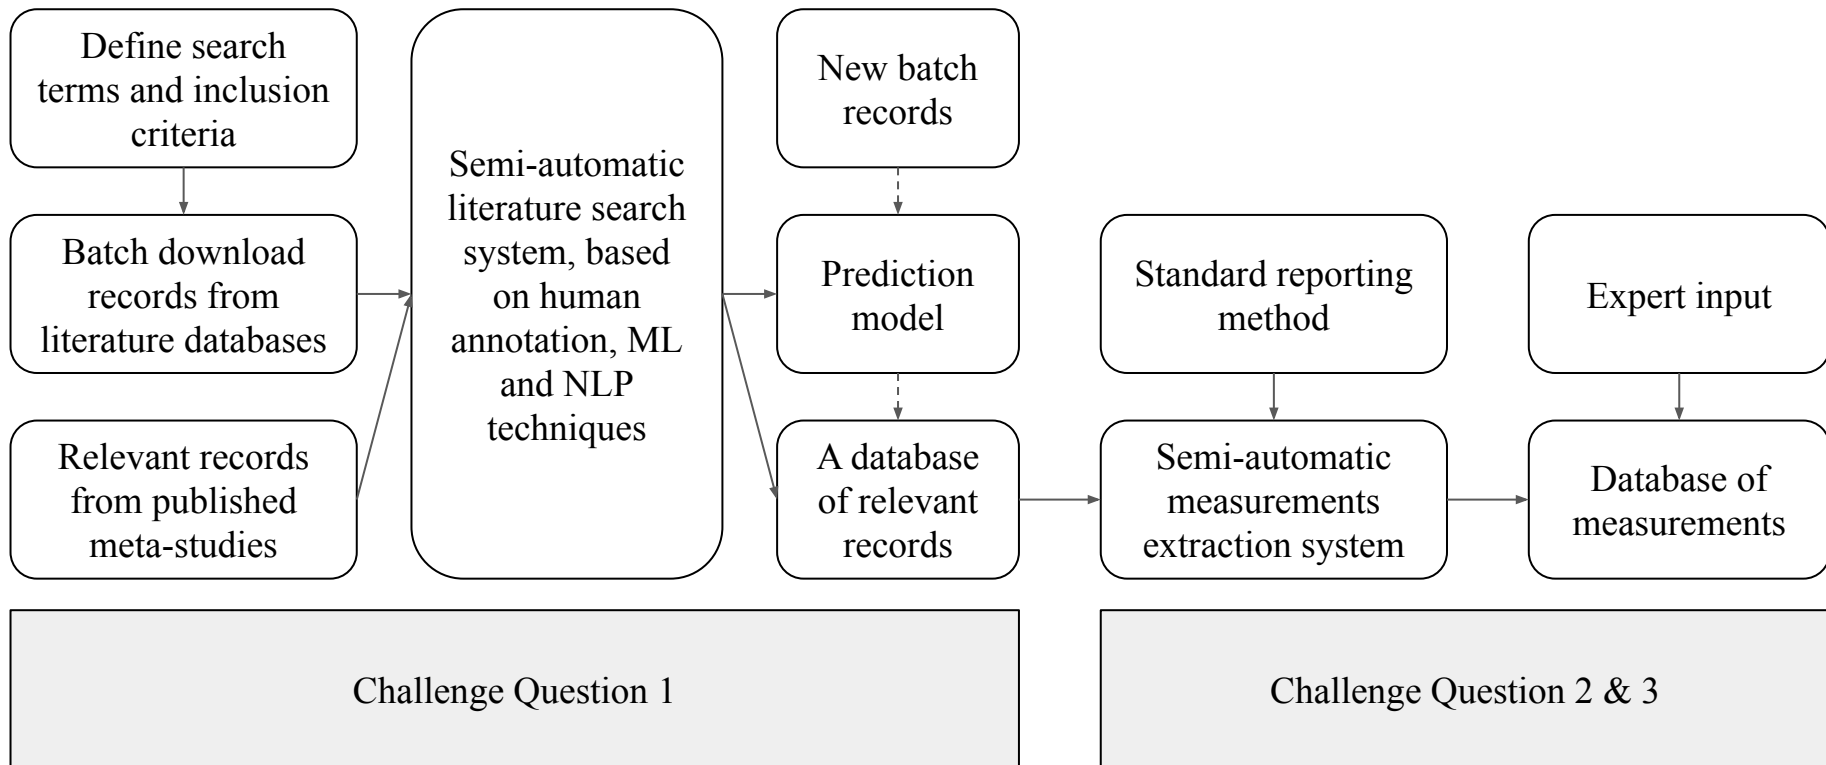 Define search
terms and inclusion
criteria
Batch download
records from
literature databases
Relevant records
from published
meta-studies
Semi-automatic
literature search
system, based
on human
annotation, ML
and NLP
techniques
New batch
records
Prediction
model
A database
of relevant
records
Standard reporting
method
Semi-automatic
measurements
extraction system
Expert input
Database of
measurements
Challenge Question 1
Challenge Question 2 & 3